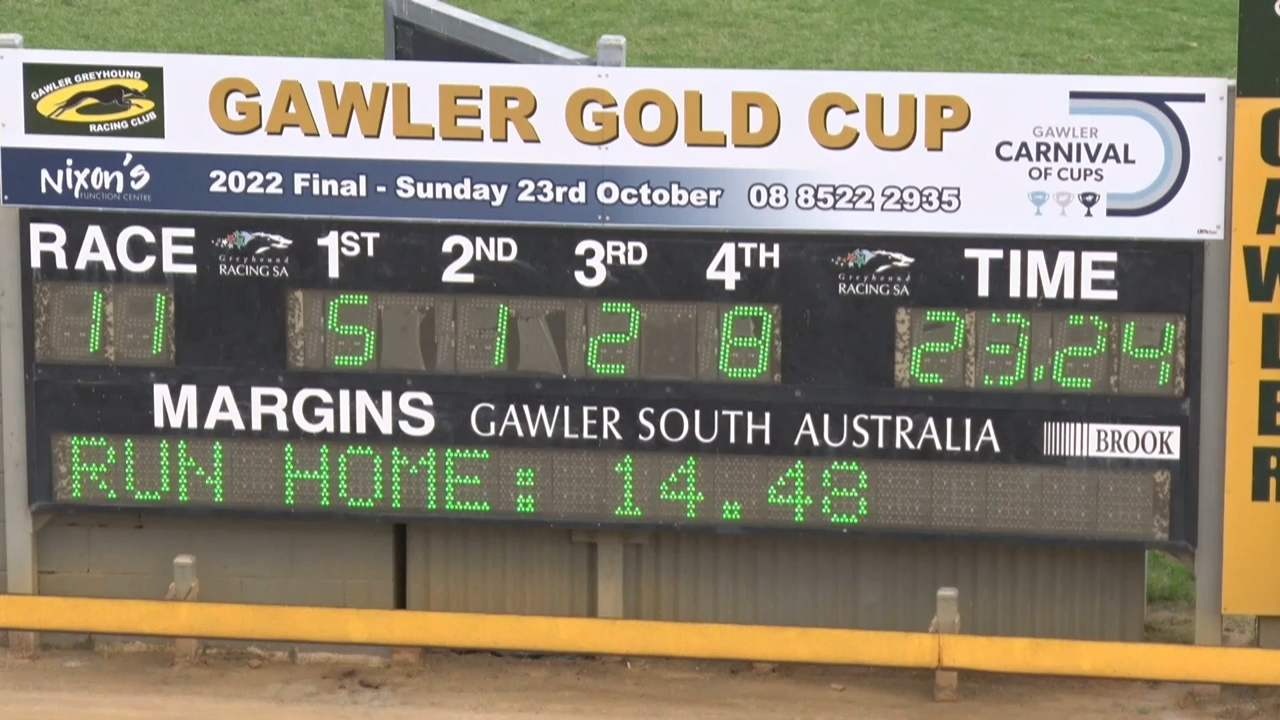 GAWLER GREYHOUND
RACING CLUB
GAWLER GOLD CUP
Nixon's
FUNCTION CENTRE
2022 Final - Sunday 23rd October 08 8522 2935
GAWLER
CARNIVAL
OF CUPS
RACE
Greyhound
RACING SA
1ST 2ND 3RD 4TH
Greyhound
RACING SA
TIME
11 5 1 2 8 23.24
MARGINS GAWLER SOUTH AUSTRALIA BROOK
RUN HOME: 14.48